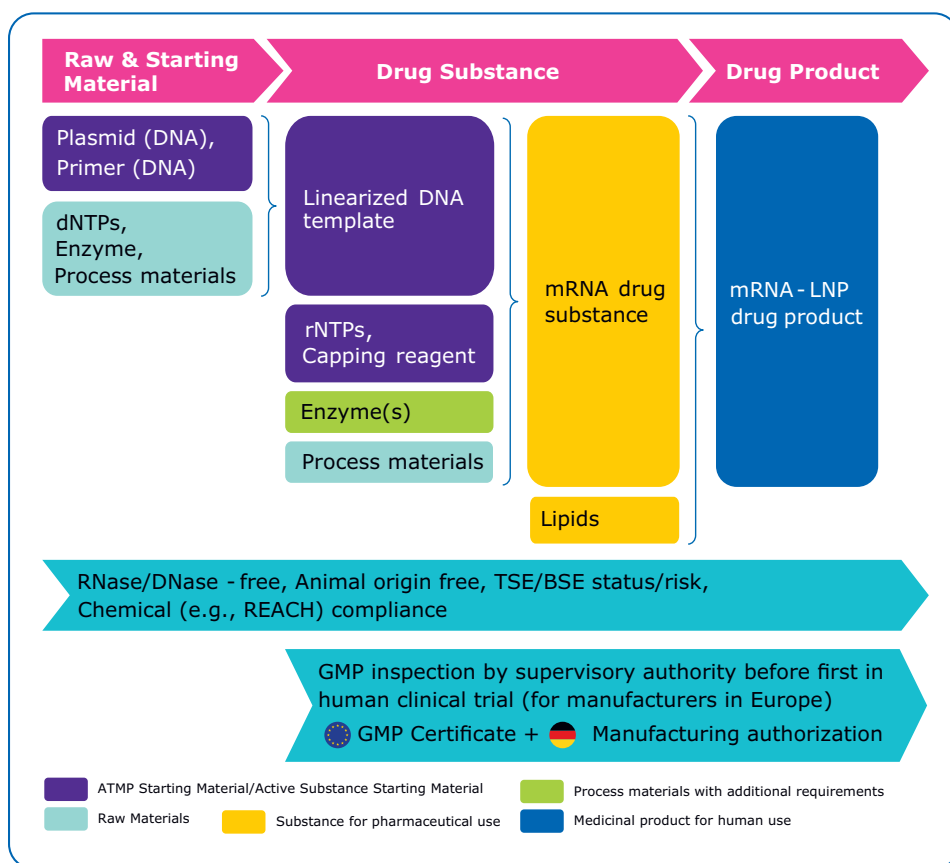 Raw & Starting
Material
Drug Substance
Drug Product
Plasmid (DNA),
Primer (DNA)
dNTPs,
Enzyme,
Process materials
Linearized DNA
template
rNTPs,
Capping reagent
Enzyme(s)
Process materials
mRNA drug
substance
Lipids
mRNA-LNP
drug product
RNase/DNase -free, Animal origin free, TSE/BSE status/risk,
Chemical (e.g., REACH) compliance
GMP inspection by supervisory authority before first in
human clinical trial (for manufacturers in Europe)
GMP Certificate + Manufacturing authorization
ATMP Starting Material/Active Substance Starting Material
Process materials with additional requirements
Raw Materials
Substance for pharmaceutical use
Medicinal product for human use